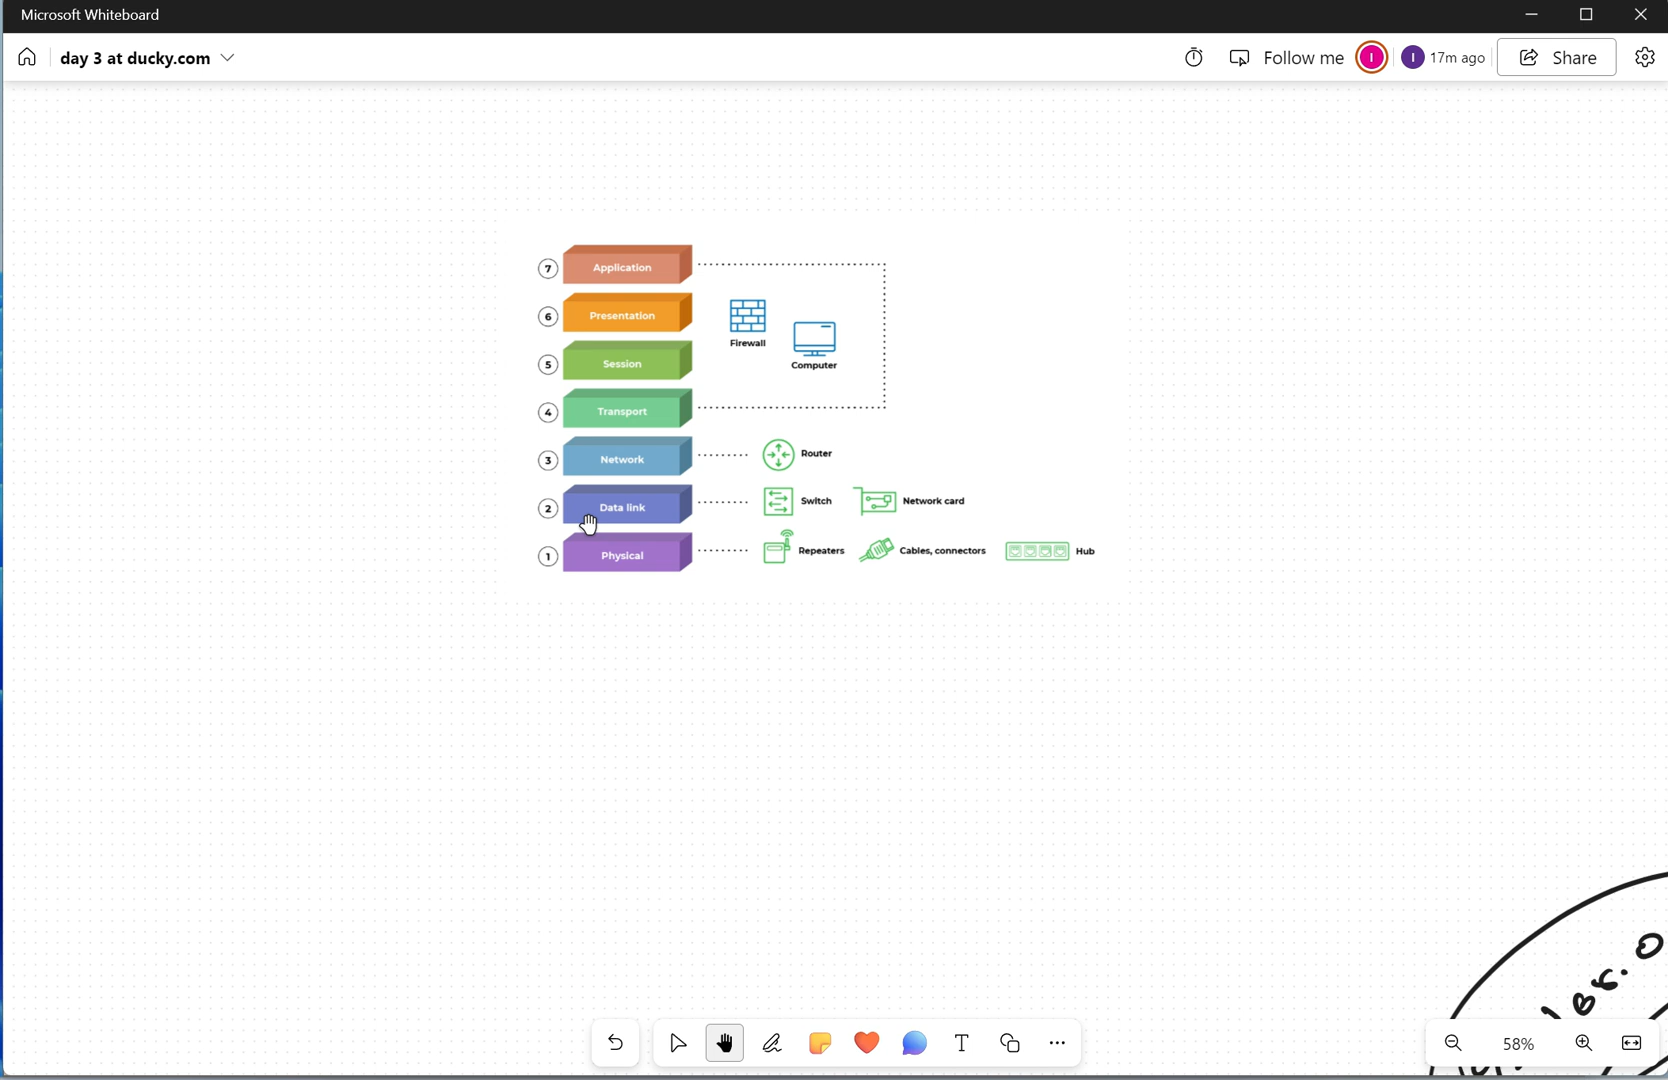 Microsoft Whiteboard
day 3 at ducky.com
Follow me
I
I
17m ago
Share
7 Application
6 Presentation
Firewall
5 Session
Computer
4 Transport
3 Network
Router
2 Data link
Switch
Network card
1 Physical
Repeaters
Cables, connectors
Hub
T
58%